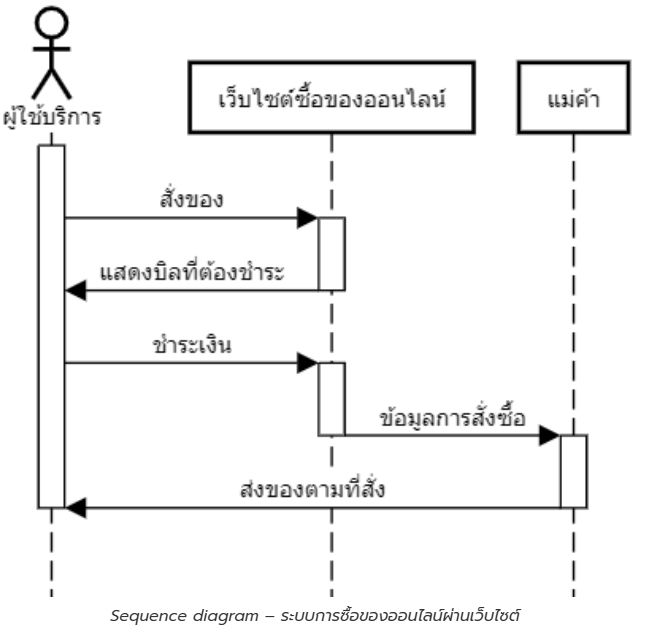 ผู้ใช้บริการ
เว็บไซต์ซื้อของออนไลน์
แม่ค้า
สั่งของ
แสดงบิลที่ต้องชำระ
ชำระเงิน
ข้อมูลการสั่งซื้อ
ส่งของตามที่สั่ง
Sequence diagram – ระบบการซื้อของออนไลน์ผ่านเว็บไซต์